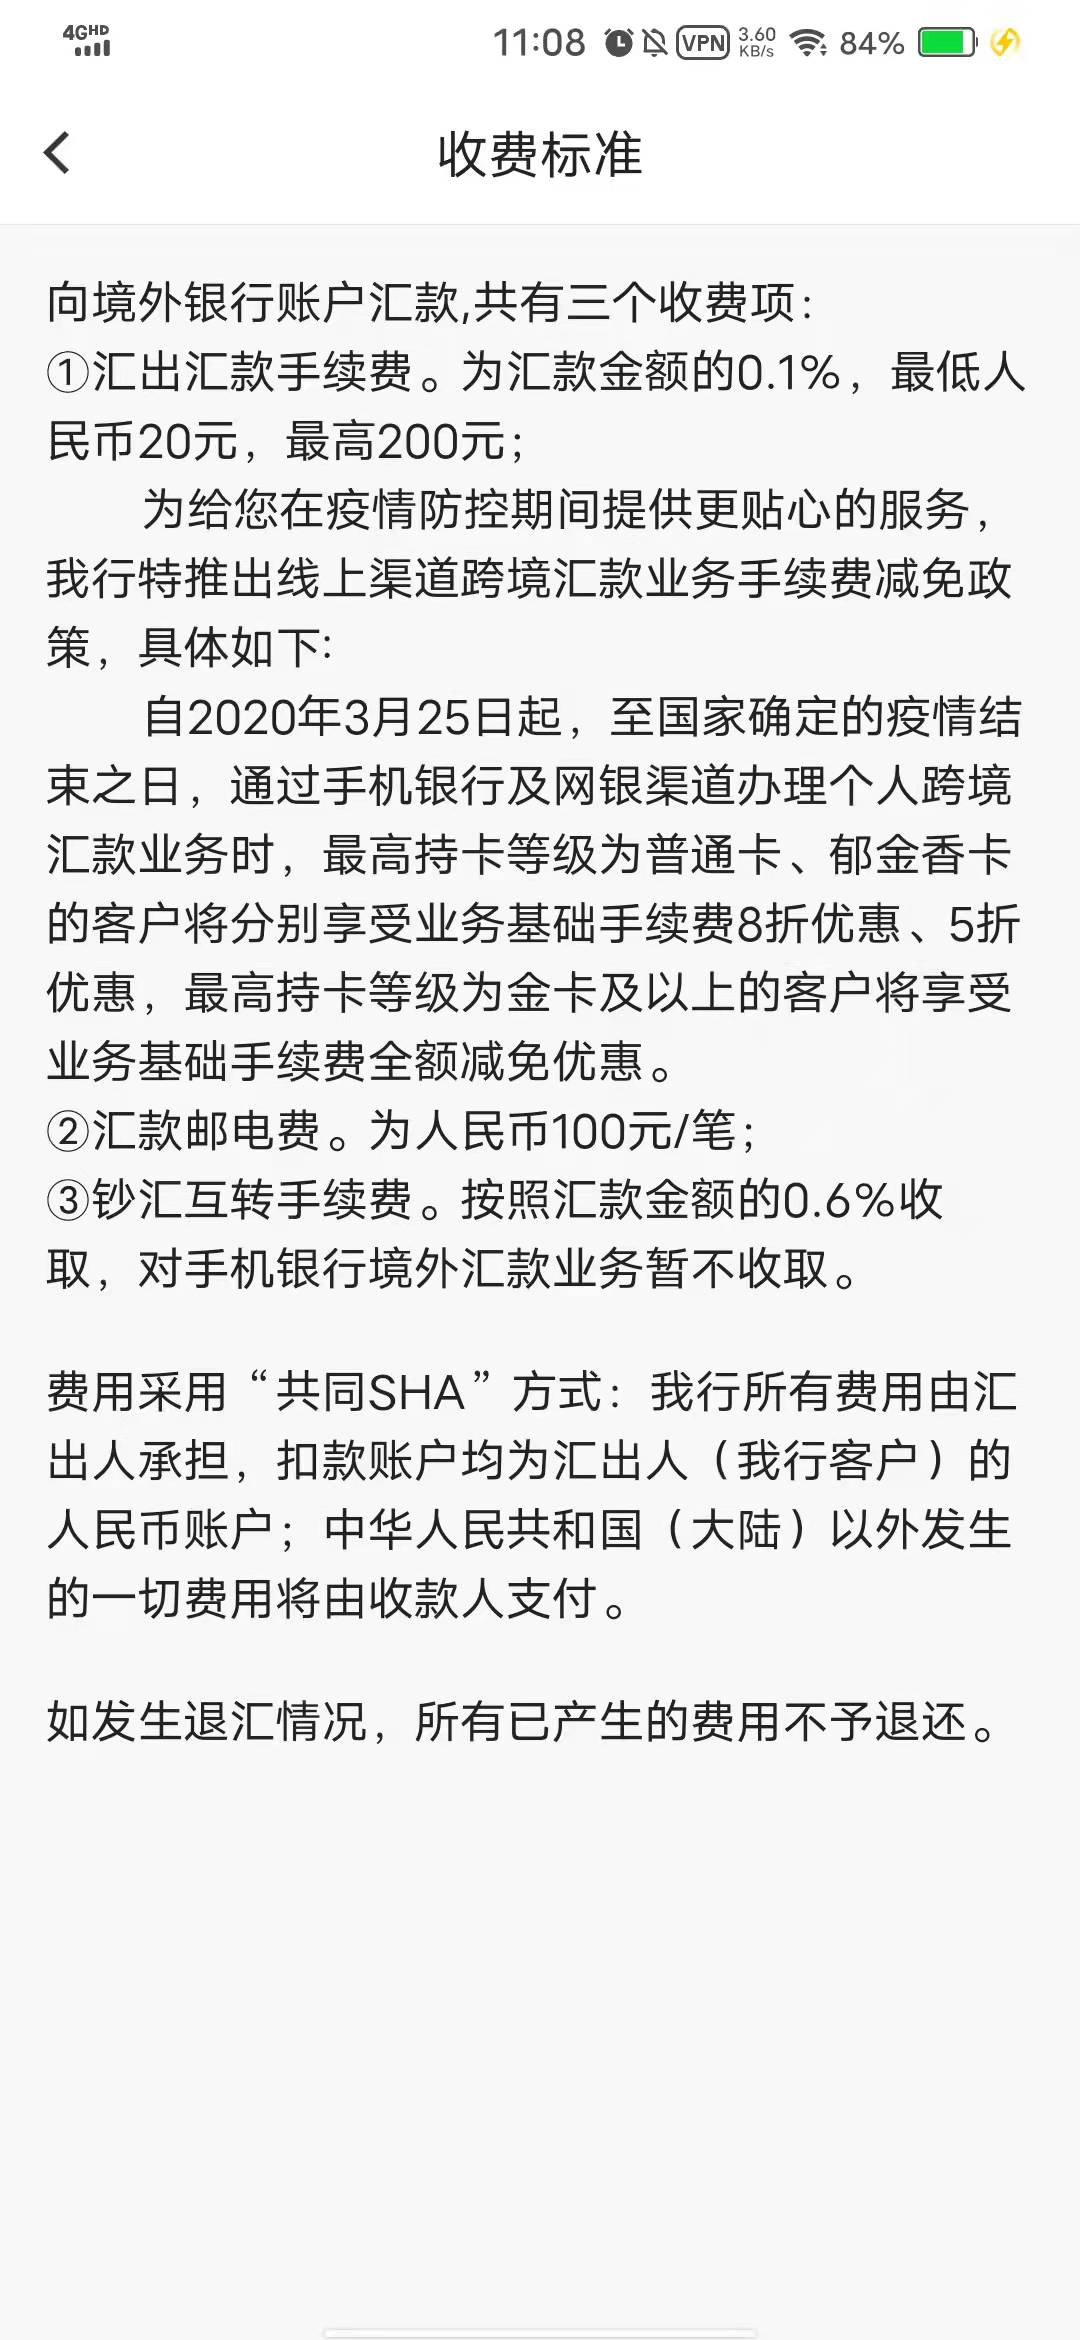 4GHD
11:08 VPN 3.60 KB/s 84%
收费标准
向境外银行账户汇款,共有三个收费项：
①汇出汇款手续费。为汇款金额的0.1%，最低人
民币20元，最高200元；
为给您在疫情防控期间提供更贴心的服务，
我行特推出线上渠道跨境汇款业务手续费减免政
策，具体如下:
自2020年3月25日起，至国家确定的疫情结
束之日，通过手机银行及网银渠道办理个人跨境
汇款业务时，最高持卡等级为普通卡、郁金香卡
的客户将分别享受业务基础手续费8折优惠、5折
优惠，最高持卡等级为金卡及以上的客户将享受
业务基础手续费全额减免优惠。
②汇款邮电费。为人民币100元/笔；
③钞汇互转手续费。按照汇款金额的0.6%收
取，对手机银行境外汇款业务暂不收取。
费用采用“共同SHA”方式：我行所有费用由汇
出人承担，扣款账户均为汇出人（我行客户）的
人民币账户；中华人民共和国（大陆）以外发生
的一切费用将由收款人支付。
如发生退汇情况，所有已产生的费用不予退还。